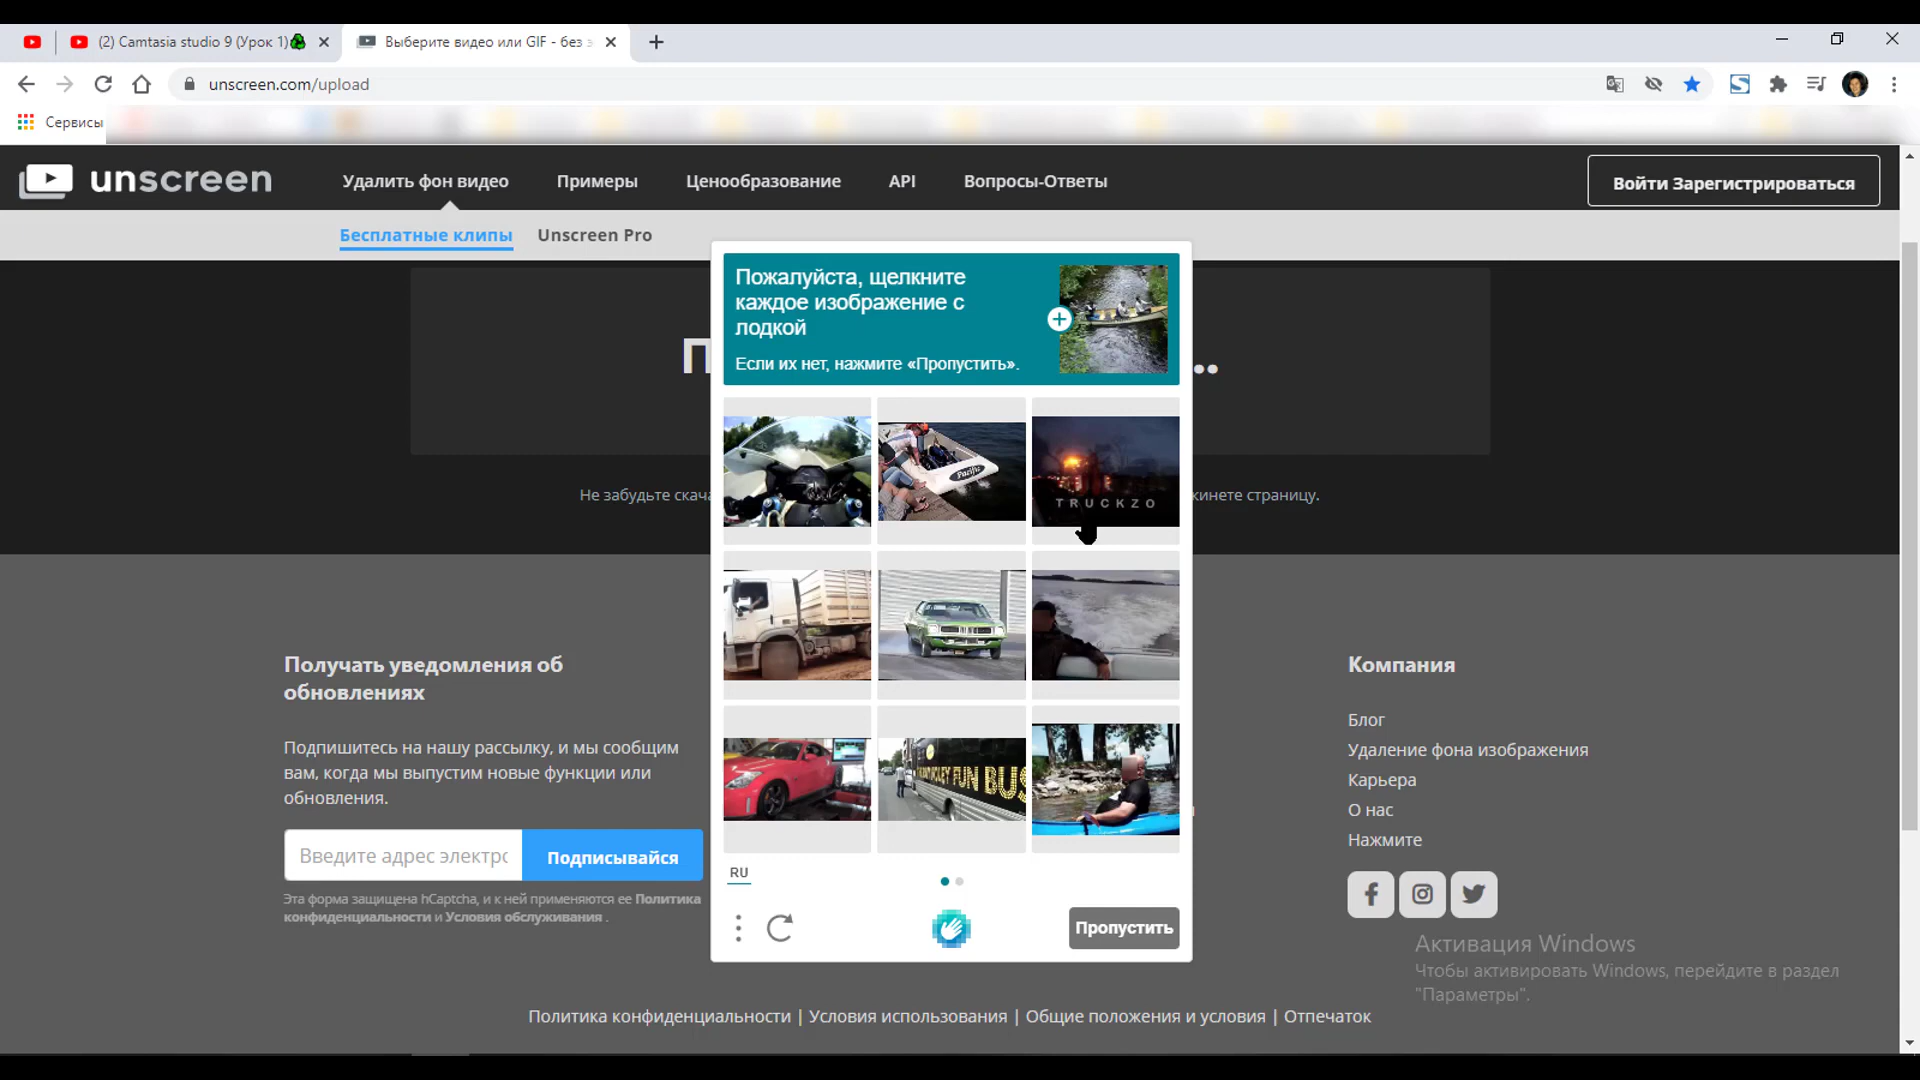 (2) Camtasia studio 9 (Урок 1)
Выберите видео или GIF - без э
unscreen.com/upload
Сервисы
unscreen
Удалить фон видео
Примеры
Ценообразование
API
Вопросы-Ответы
Войти Зарегистрироваться
Бесплатные клипы
Unscreen Pro
Пожалуйста, щелкните
каждое изображение с
лодкой
Если их нет, нажмите «Пропустить».
П
..
Не забудьте скача
кинете страницу.
Pacific
TRUCKZO
FUN BUS
RU
Пропустить
Получать уведомления об
обновлениях
Подпишитесь на нашу рассылку, и мы сообщим
вам, когда мы выпустим новые функции или
обновления.
Введите адрес электро
Подписывайся
Эта форма защищена hCaptcha, и к ней применяются ее Политика
конфиденциальности и Условия обслуживания .
Компания
Блог
Удаление фона изображения
Карьера
О нас
Нажмите
Активация Windows
Чтобы активировать Windows, перейдите в раздел
"Параметры".
Политика конфиденциальности | Условия использования | Общие положения и условия | Отпечаток